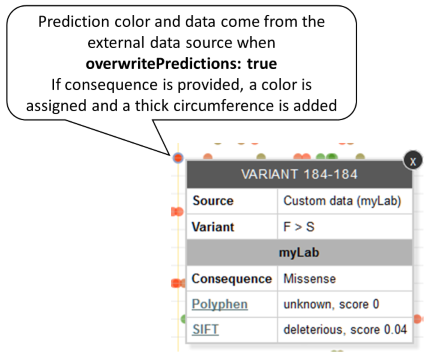 Prediction color and data come from the
external data source when
overwritePredictions: true
If consequence is provided, a color is
assigned and a thick circumference is added
X
VARIANT 184-184
Source Custom data (myLab)
Variant F > S
myLab
Consequence Missense
Polyphen unknown, score 0
SIFT deleterious, score 0.04